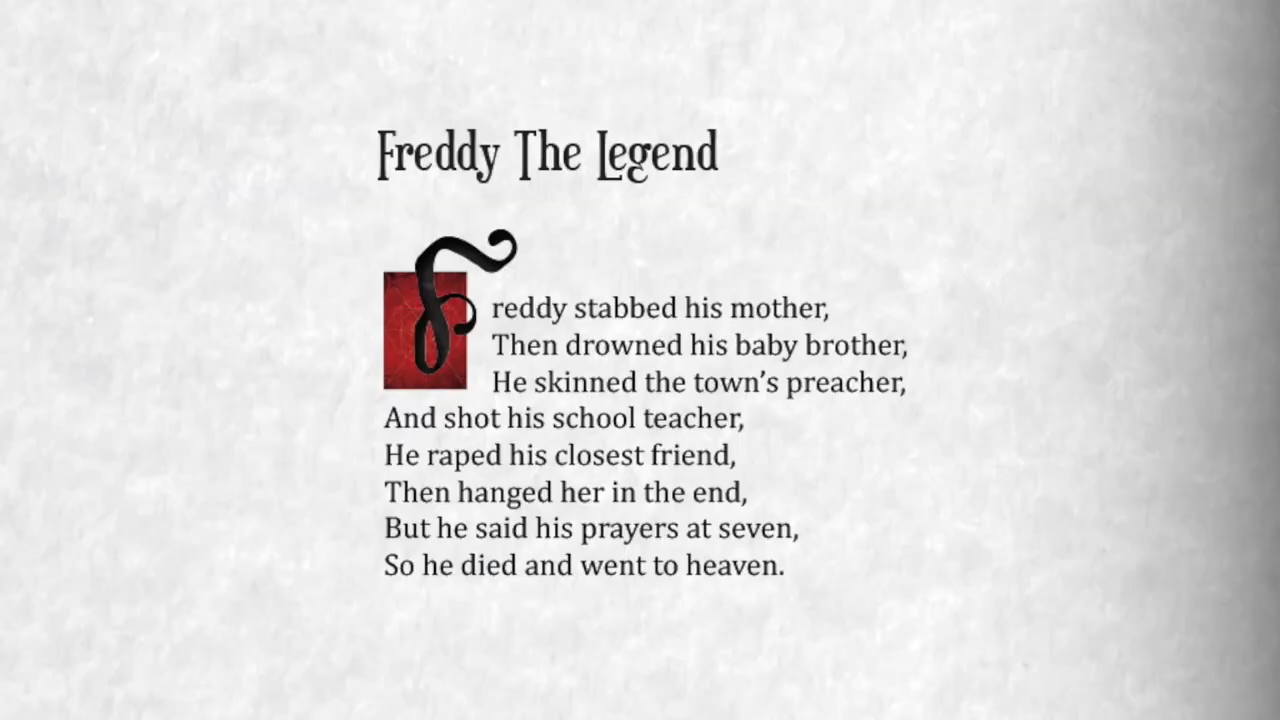 Freddy The Legend
Freddy stabbed his mother,
Then drowned his baby brother,
He skinned the town’s preacher,
And shot his school teacher,
He raped his closest friend,
Then hanged her in the end,
But he said his prayers at seven,
So he died and went to heaven.